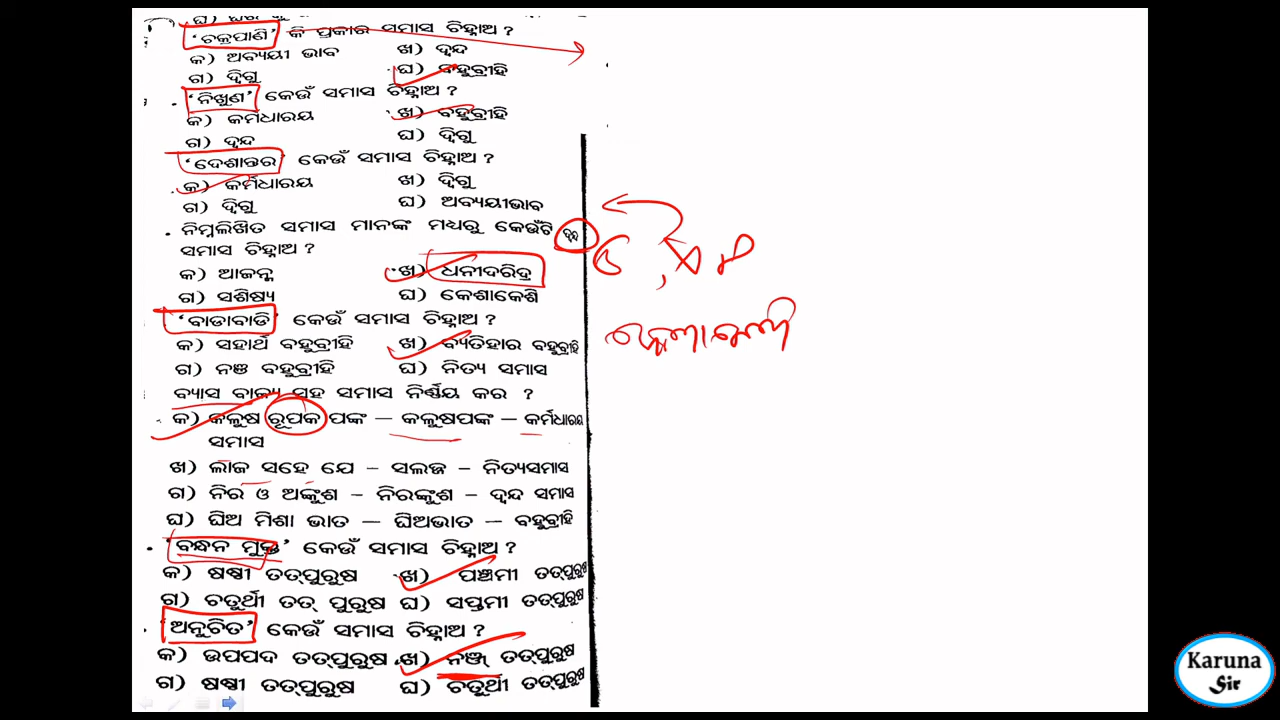 'ଚକ୍ରପାଣି' କି ପ୍ରକାର ସମାସ ଚିହ୍ନାଅ ?
କ) ଅବ୍ୟୟୀ ଭାବ ଖ) ଦ୍ୱନ୍ଦ
ଗ) ଦ୍ୱିଗୁ ଘ) ବହୁବ୍ରୀହି
'ନିଖୁଣ' କେଉଁ ସମାସ ଚିହ୍ନାଅ ?
କ) କର୍ମଧାରୟ ଖ) ବହୁବ୍ରୀହି
ଗ) ଦ୍ୱନ୍ଦ ଘ) ଦ୍ୱିଗୁ
'ଦେଶାନ୍ତର' କେଉଁ ସମାସ ଚିହ୍ନାଅ ?
କ) କର୍ମଧାରୟ ଖ) ଦ୍ୱିଗୁ
ଗ) ଦ୍ୱିଗୁ ଘ) ଅବ୍ୟୟୀଭାବ
ନିମ୍ନଲିଖିତ ସମାସ ମାନଙ୍କ ମଧ୍ୟରୁ କେଉଁଟି ଦ୍ୱନ୍ଦ
ସମାସ ଚିହ୍ନାଅ ?
କ) ଆଜନ୍ମ ଖ) ଧନୀଦରିଦ୍ର
ଗ) ସଶିଷ୍ୟ ଘ) କେଶାକେଶି
'ବାଡାବାଡି' କେଉଁ ସମାସ ଚିହ୍ନାଅ ?
କ) ସହାର୍ଥ ବହୁବ୍ରୀହି ଖ) ବ୍ୟତିହାର ବହୁବ୍ରୀହି
ଗ) ନଞ ବହୁବ୍ରୀହି ଘ) ନିତ୍ୟ ସମାସ
ବ୍ୟାସ ବାକ୍ୟ ସହ ସମାସ ନିର୍ଣ୍ଣୟ କର ?
କ) କଳୁଷ ରୂପକ ପଙ୍କ – କଳୁଷପଙ୍କ – କର୍ମଧାରୟ
ସମାସ
ଖ) ଲାଜ ସହେ ଯେ – ସଲଜ୍ଜ – ନିତ୍ୟସମାସ
ଗ) ନିର ଓ ଅଙ୍କୁଶ – ନିରଙ୍କୁଶ – ଦ୍ୱନ୍ଦ ସମାସ
ଘ) ଘିଅ ମିଶା ଭାତ – ଘିଅଭାତ – ବହୁବ୍ରୀହି
'ବନ୍ଧନ ମୁକ୍ତ' କେଉଁ ସମାସ ଚିହ୍ନାଅ ?
କ) ଷଷ୍ଠୀ ତତ୍‌ପୁରୁଷ ଖ) ପଞ୍ଚମୀ ତତ୍‌ପୁରୁଷ
ଗ) ଚତୁର୍ଥୀ ତତ୍ ପୁରୁଷ ଘ) ସପ୍ତମୀ ତତ୍‌ପୁରୁଷ
'ଅନୁଚିତ' କେଉଁ ସମାସ ଚିହ୍ନାଅ ?
କ) ଉପପଦ ତତ୍‌ପୁରୁଷ ଖ) ନଞ୍ ତତ୍‌ପୁରୁଷ
ଗ) ଷଷ୍ଠୀ ତତ୍‌ପୁରୁଷ ଘ) ଚତୁର୍ଥୀ ତତ୍‌ପୁରୁଷ
Karuna
Sir